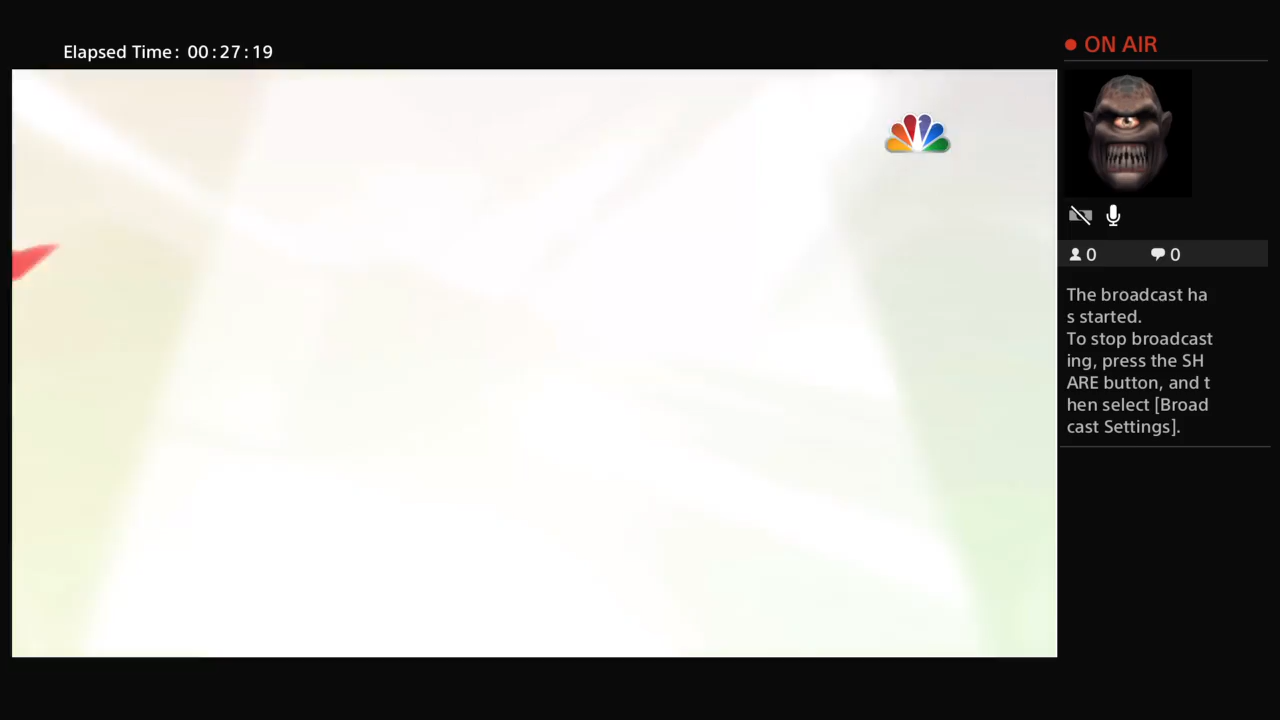 Elapsed Time: 00:27:19
ON AIR
0 0
The broadcast ha
s started.
To stop broadcast
ing, press the SH
ARE button, and t
hen select [Broad
cast Settings].